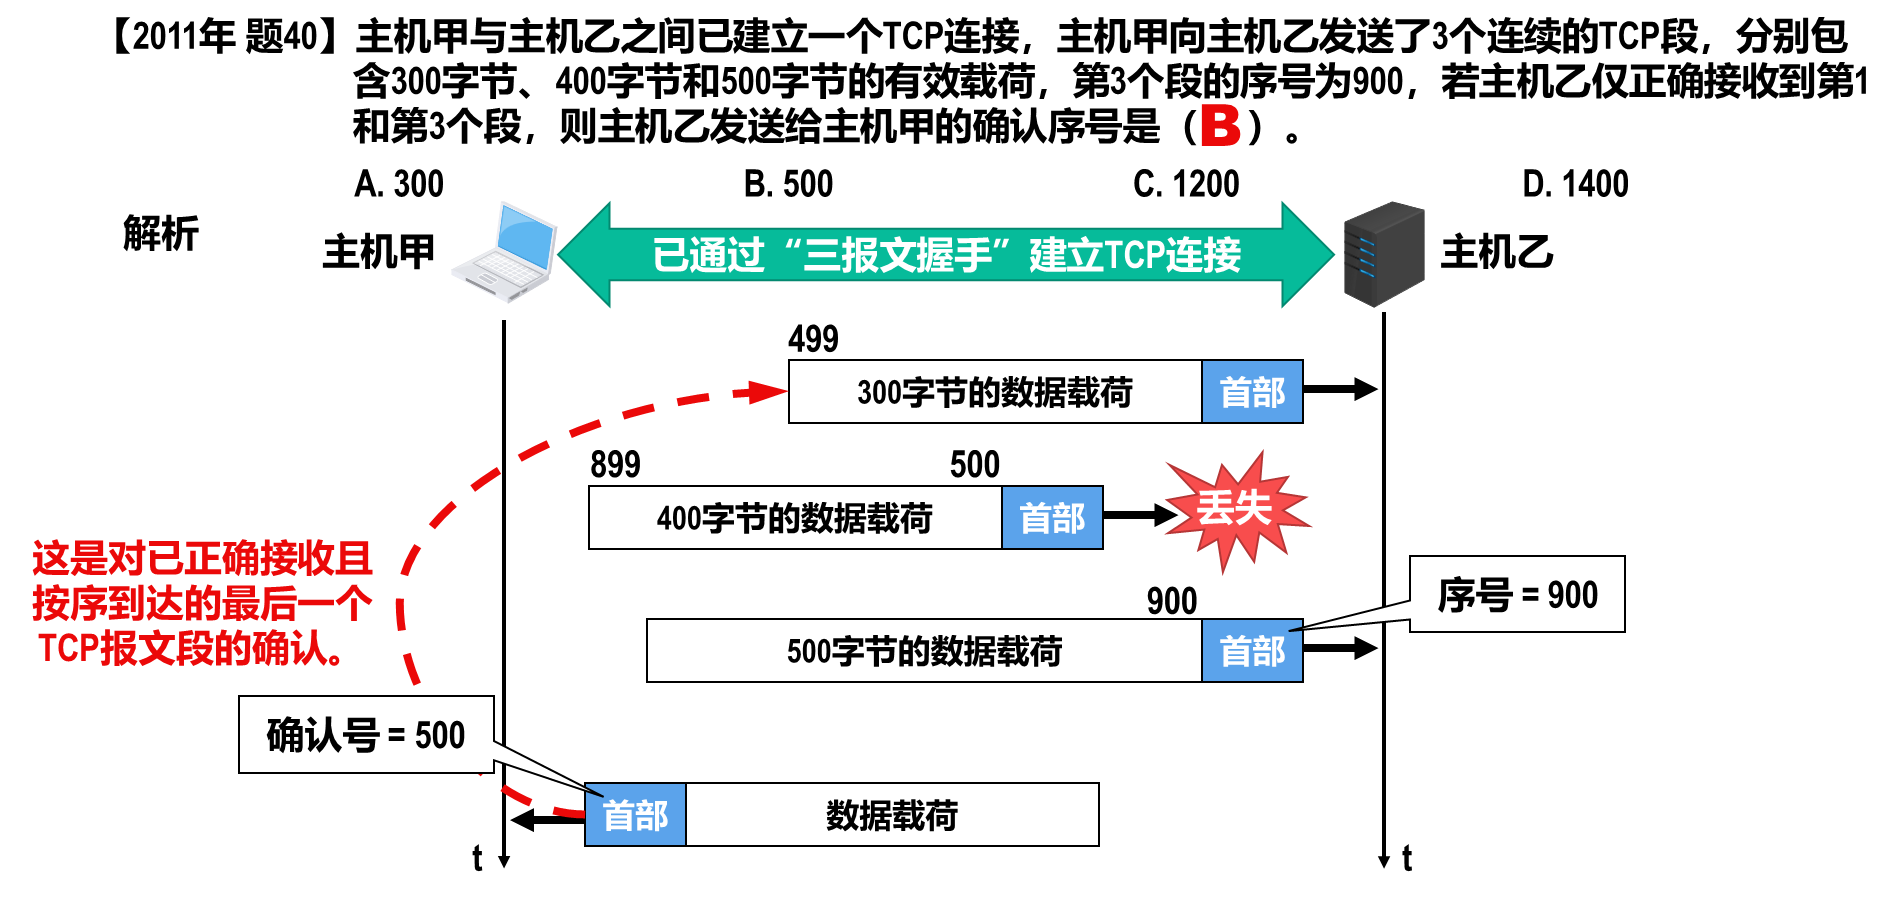 【2011年 题40】主机甲与主机乙之间已建立一个TCP连接，主机甲向主机乙发送了3个连续的TCP段，分别包
含300字节、400字节和500字节的有效载荷，第3个段的序号为900，若主机乙仅正确接收到第1
和第3个段，则主机乙发送给主机甲的确认序号是（B）。
A. 300 B. 500 C. 1200 D. 1400
解析
主机甲
已通过“三报文握手”建立TCP连接
主机乙
499
300字节的数据载荷 首部
899 500
400字节的数据载荷 首部
丢失
这是对已正确接收且
按序到达的最后一个
TCP报文段的确认。
900
500字节的数据载荷 首部
序号 = 900
确认号 = 500
首部 数据载荷
t
t